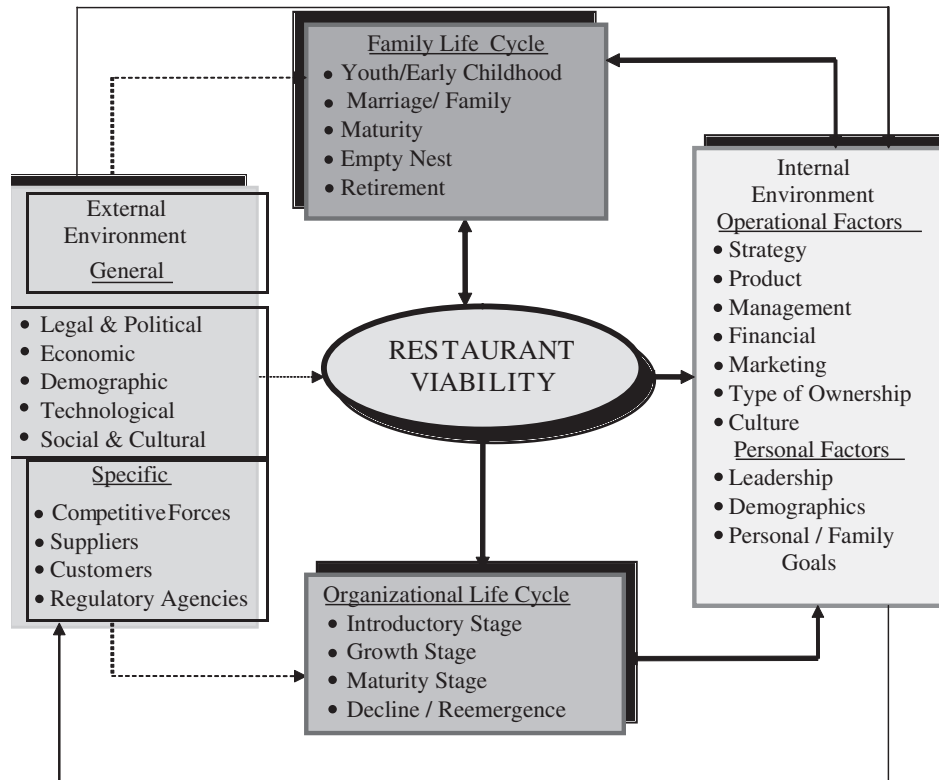 Family Life Cycle
• Youth/Early Childhood
• Marriage/ Family
• Maturity
• Empty Nest
• Retirement
External
Environment
General
• Legal & Political
• Economic
• Demographic
• Technological
• Social & Cultural
Specific
• Competitive Forces
• Suppliers
• Customers
• Regulatory Agencies
RESTAURANT
VIABILITY
Internal
Environment
Operational Factors
• Strategy
• Product
• Management
• Financial
• Marketing
• Type of Ownership
• Culture
Personal Factors
• Leadership
• Demographics
• Personal / Family
Goals
Organizational Life Cycle
• Introductory Stage
• Growth Stage
• Maturity Stage
• Decline / Reemergence